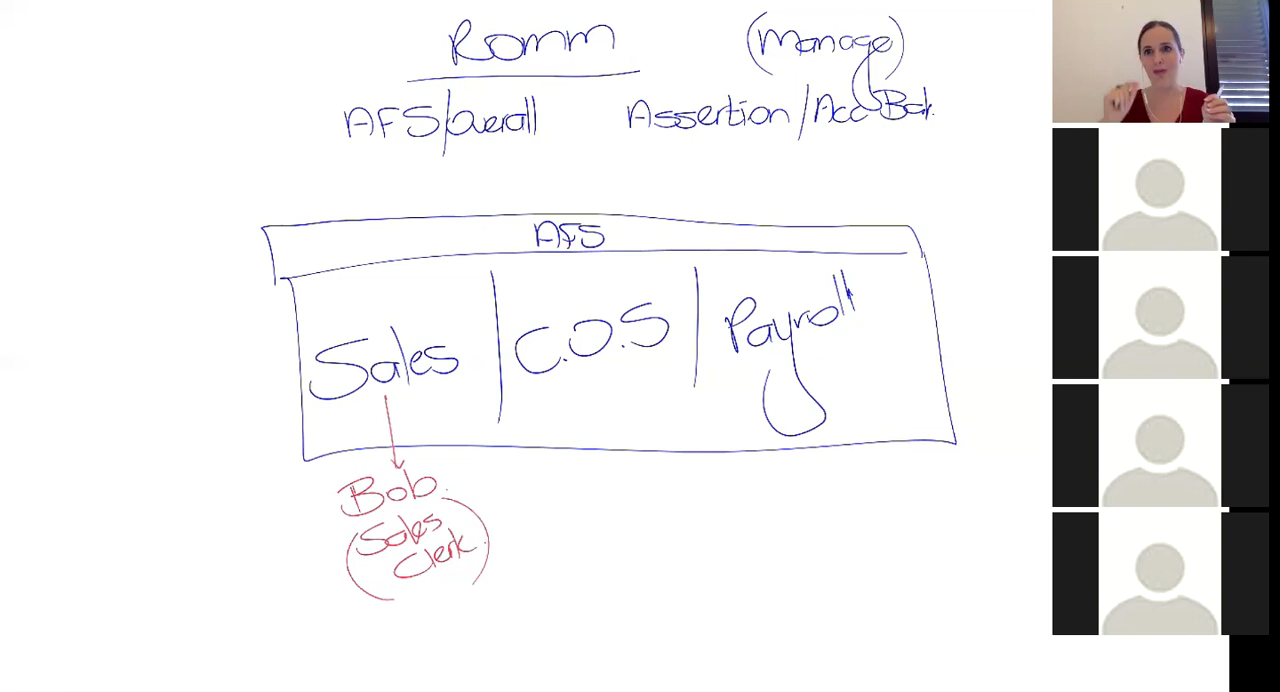 ROMM (Manage)
AFS/overall Assertion/Acc Bal.
AFS
Sales C.O.S Payroll
Bob.
(Sales
Clerk)